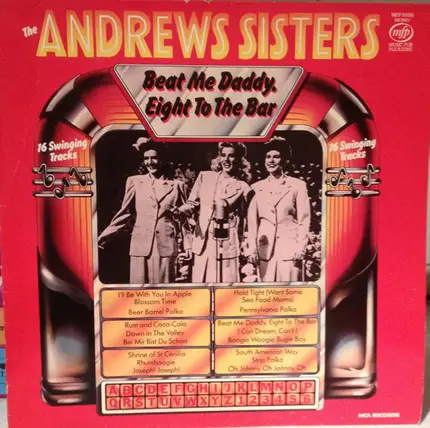 The
ANDREWS SISTERS
mfp
MUSIC FOR
PLEASURE
Beat Me Daddy,
Eight To The Bar
16 Swinging
Tracks
16 Swinging
Tracks
I'll Be With You In Apple
Blossom Time
Beer Barrel Polka
Hold Tight (Want Some
Sea Food Mama)
Pennsylvania Polka
Rum and Coca-Cola
Down In The Valley
Bei Mir Bist Du Schon
Beat Me Daddy, Eight To The Bar
I Can Dream, Can't I
Boogie Woogie Bugle Boy
Shrine of St Cecilia
Rhumboogie
Joseph! Joseph!
South American Way
Strip Polka
Oh Johnny Oh Johnny Oh
ABCDEFGHIJKLMNOP
QRSTUVWXYZ123456
MCA RECORDS